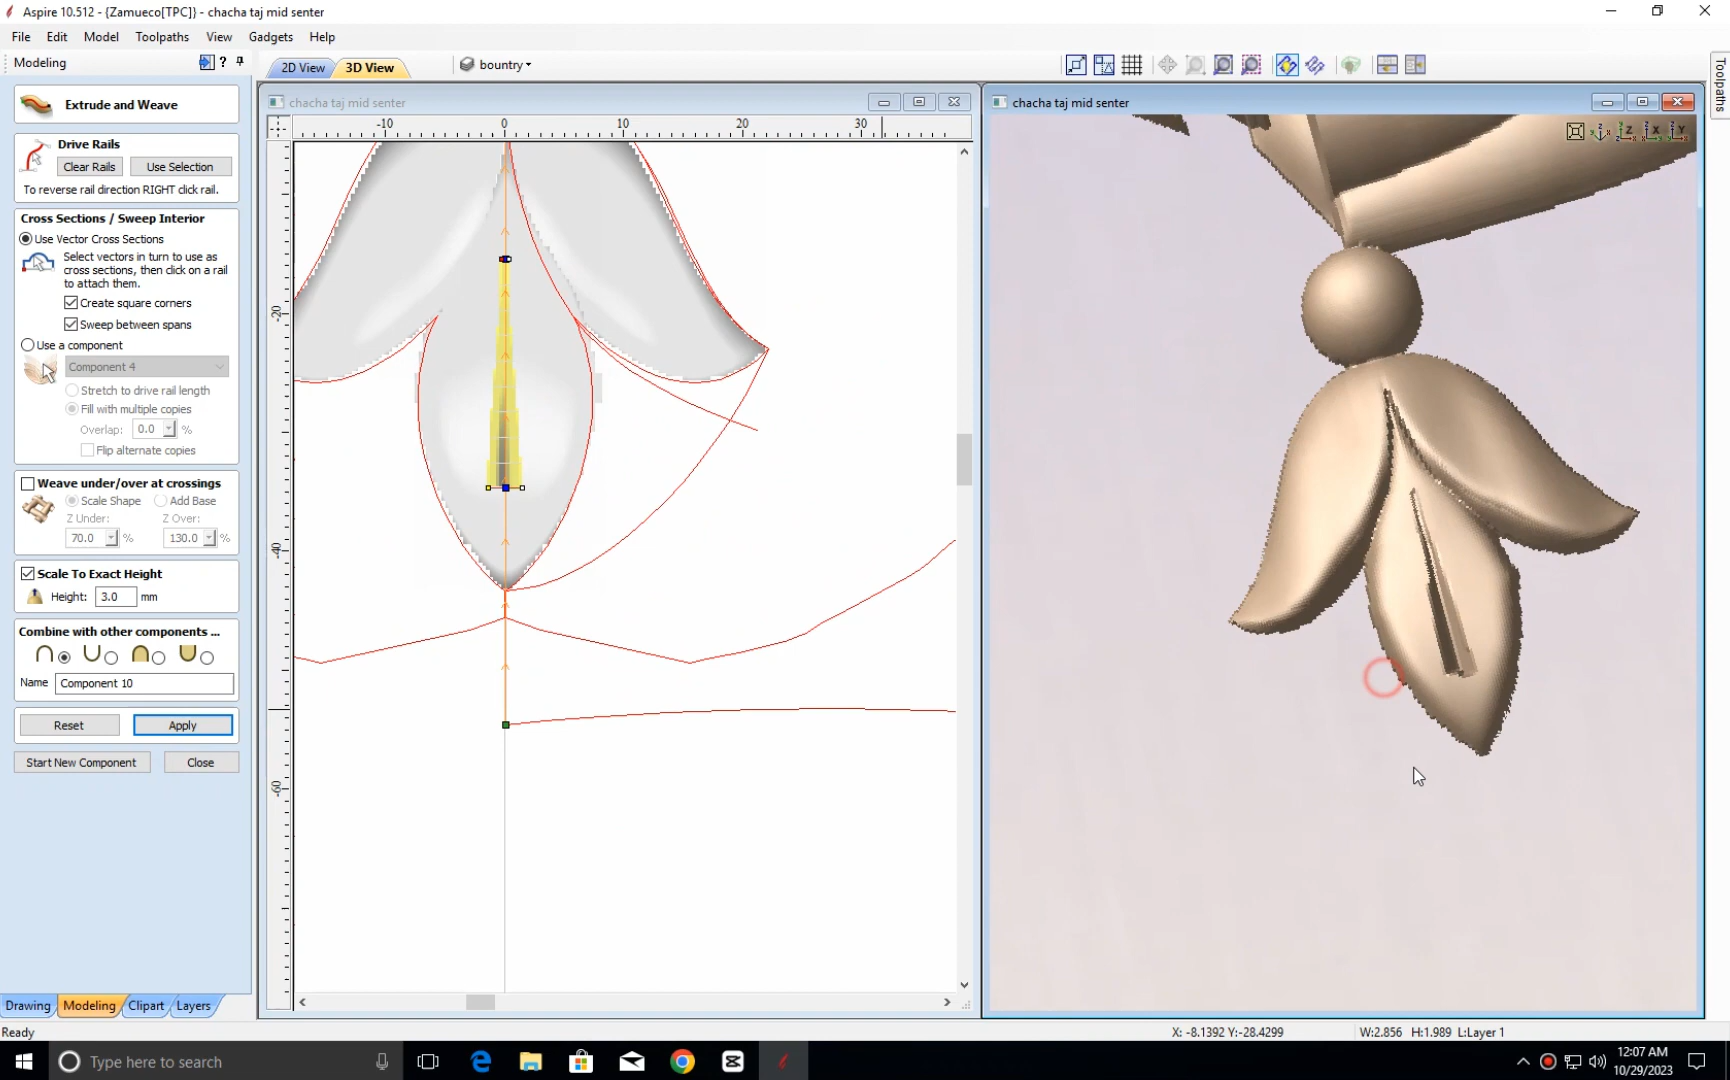 Aspire 10.512 - {Zamueco[TPC]} - chacha taj mid senter
File Edit Model Toolpaths View Gadgets Help
Modeling ?
2D View 3D View bountry
Toolpaths
Extrude and Weave
chacha taj mid senter
chacha taj mid senter
-10 0 10 20 30
Drive Rails
Clear Rails Use Selection
To reverse rail direction RIGHT click rail.
Cross Sections / Sweep Interior
Use Vector Cross Sections
Select vectors in turn to use as
cross sections, then click on a rail
to attach them.
Create square corners
Sweep between spans
Use a component
Component 4
Stretch to drive rail length
Fill with multiple copies
Overlap: 0.0 %
Flip alternate copies
Weave under/over at crossings
Scale Shape Add Base
Z Under: Z Over:
70.0 % 130.0 %
Scale To Exact Height
Height: 3.0 mm
Combine with other components ...
Name Component 10
Reset Apply
Start New Component Close
-20
-40
-60
Z X Y
Drawing Modeling Clipart Layers
Ready
X: -8.1392 Y:-28.4299
W:2.856 H:1.989 L:Layer 1
Type here to search
12:07 AM
10/29/2023